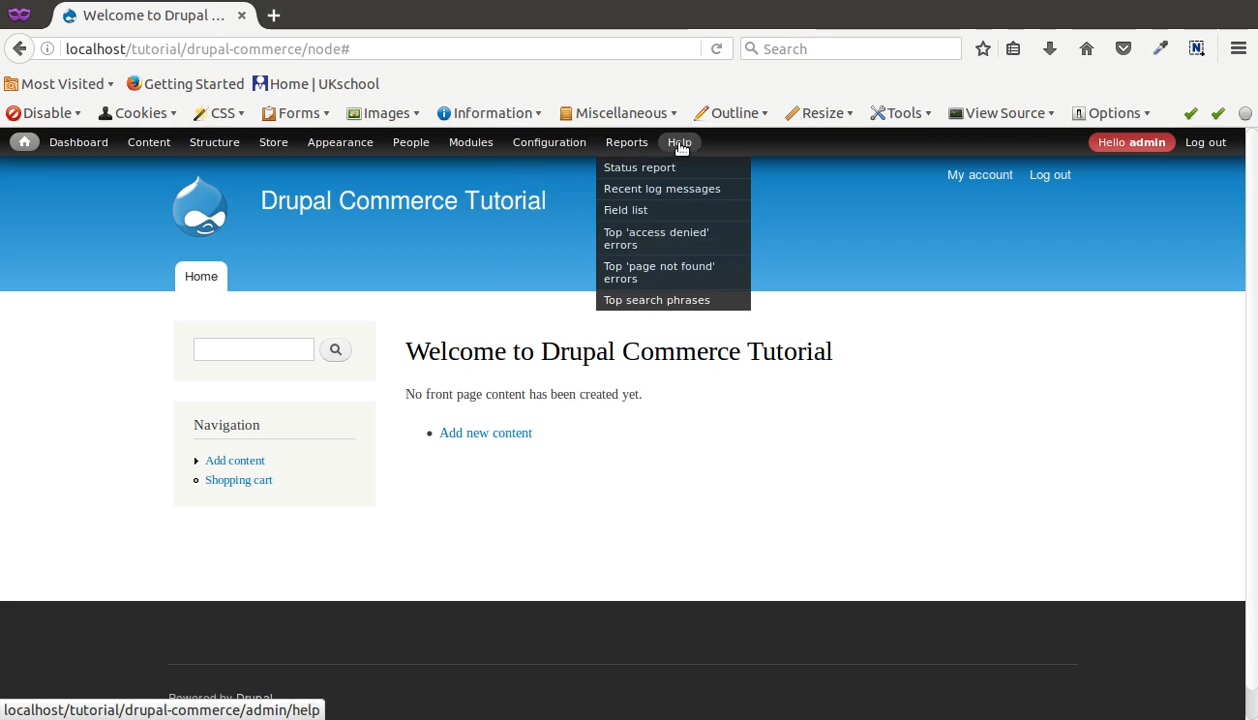 Welcome to Drupal ...
localhost/tutorial/drupal-commerce/node#
Search
Most Visited Getting Started Home | UKschool
Disable Cookies CSS Forms Images Information Miscellaneous Outline Resize Tools View Source Options
Dashboard Content Structure Store Appearance People Modules Configuration Reports Help Hello admin Log out
Status report
Recent log messages
Field list
Top 'access denied'
errors
Top 'page not found'
errors
Top search phrases
My account Log out
Drupal Commerce Tutorial
Home
Navigation
Add content
Shopping cart
Welcome to Drupal Commerce Tutorial
No front page content has been created yet.
Add new content
Powered by Drupal
localhost/tutorial/drupal-commerce/admin/help